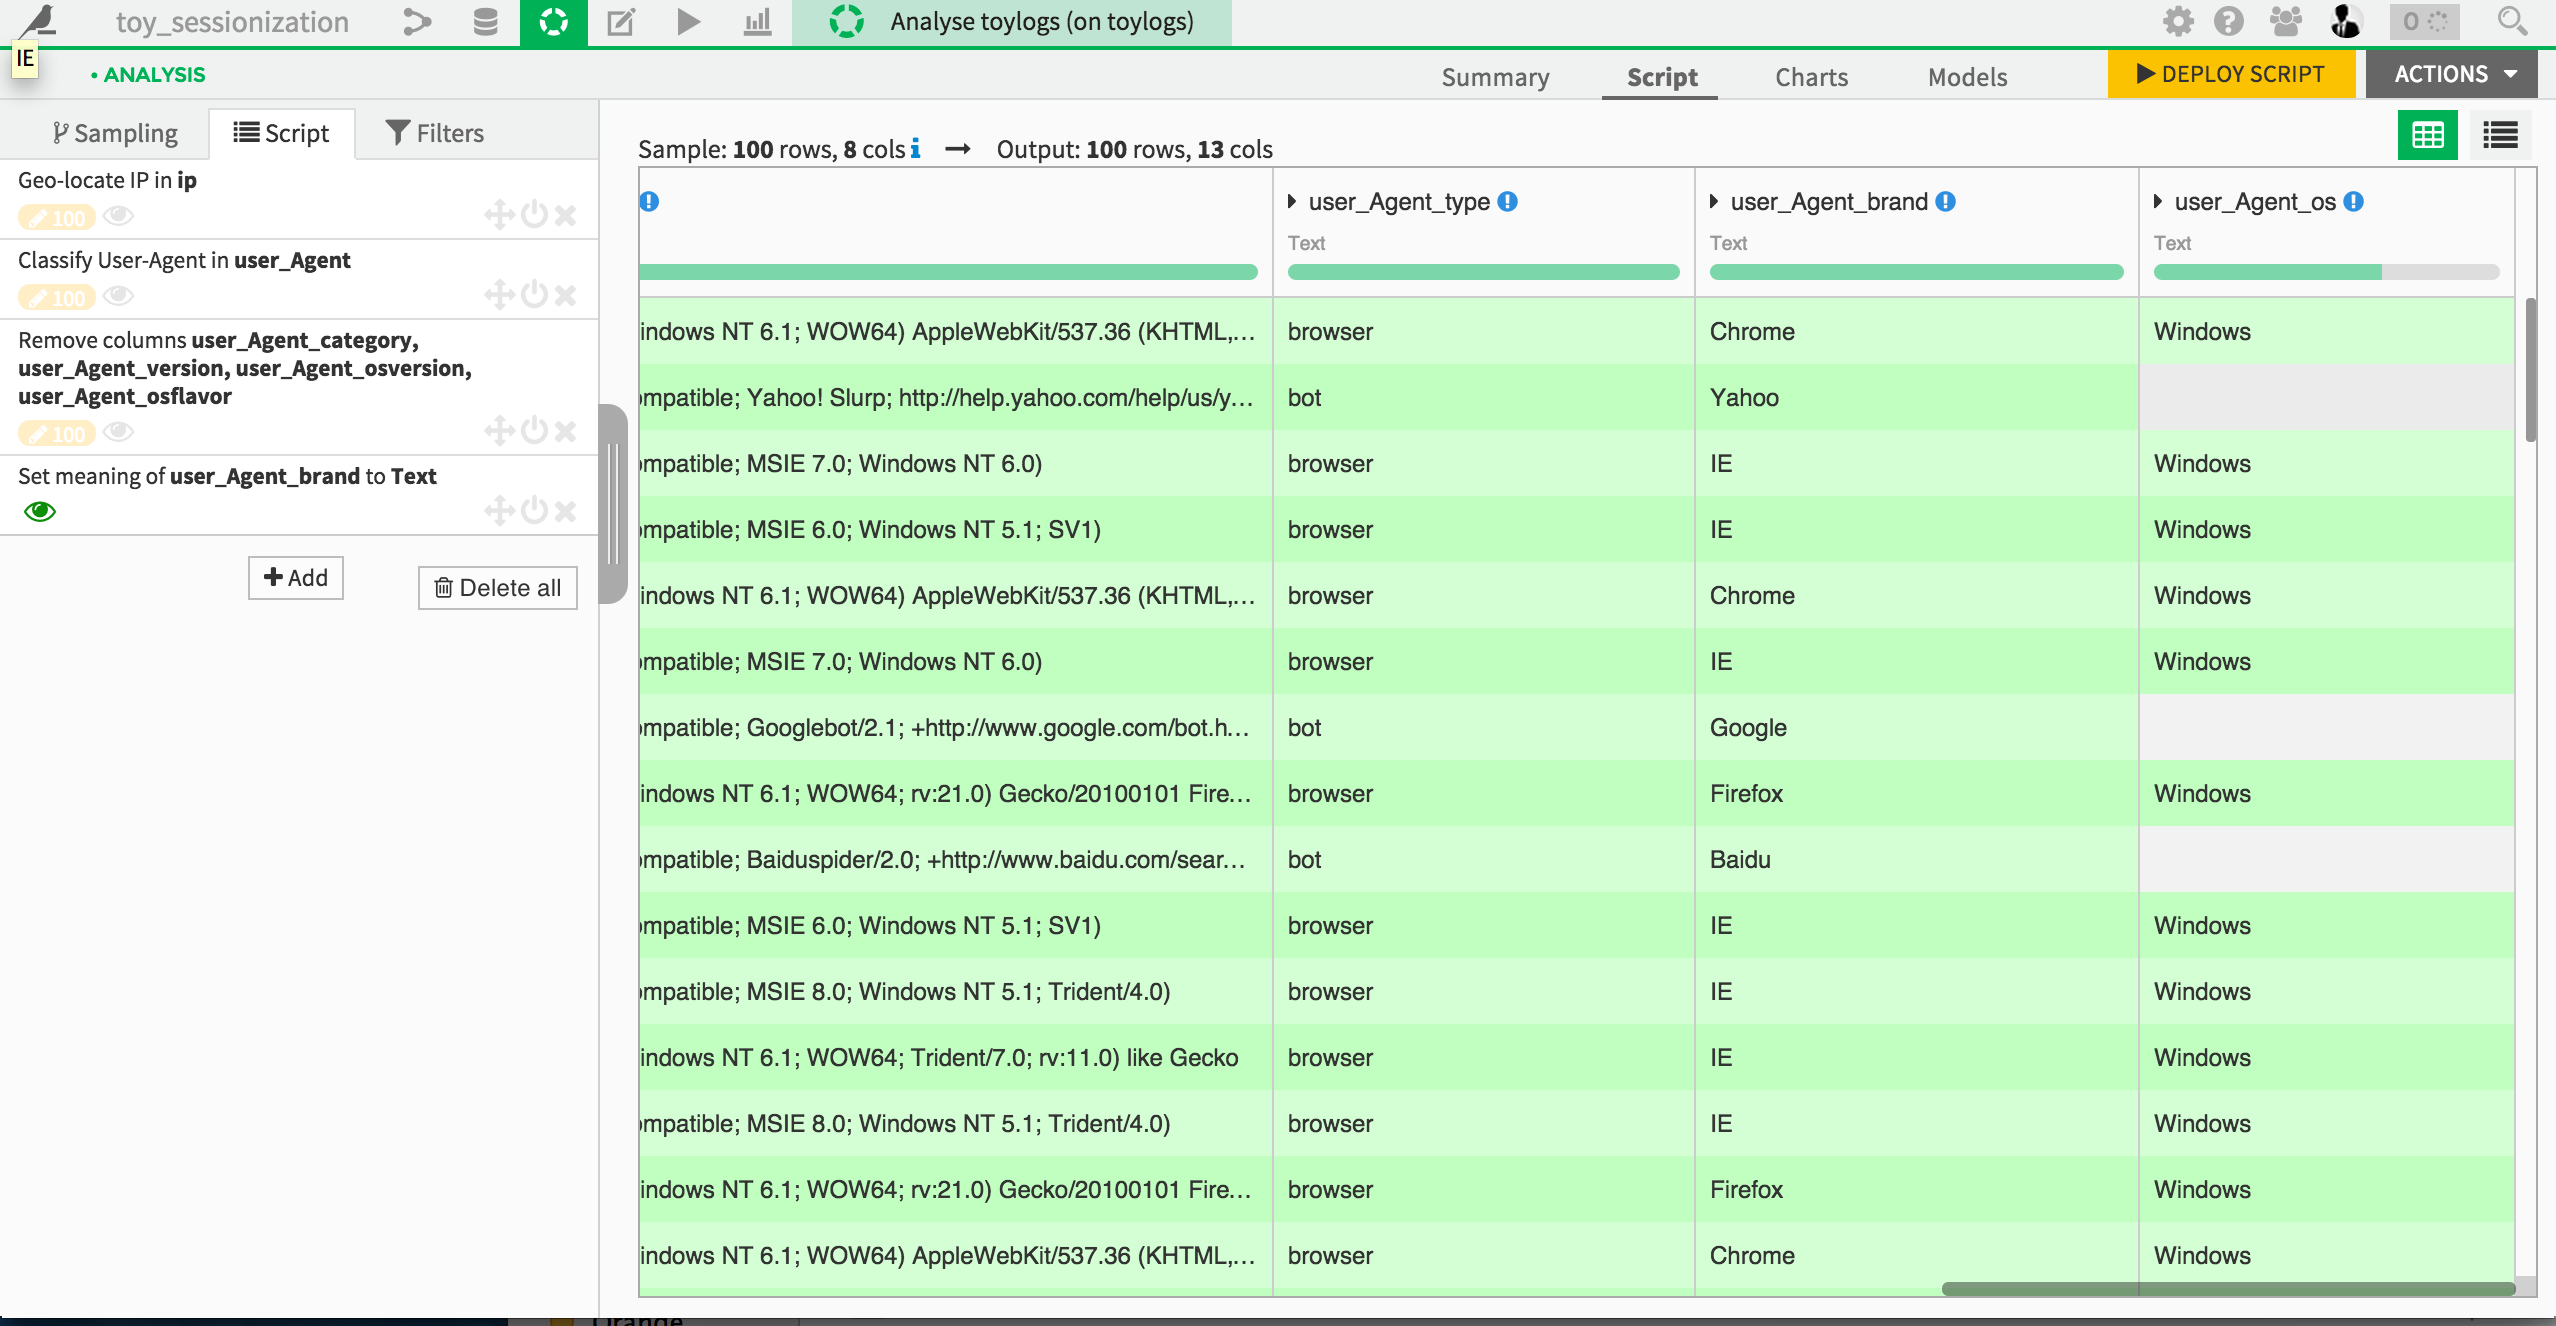 toy_sessionization
Analyse toylogs (on toylogs)
0
IE
• ANALYSIS
Summary
Script
Charts
Models
DEPLOY SCRIPT
ACTIONS
Sampling
Script
Filters
Geo-locate IP in ip
100
Classify User-Agent in user_Agent
100
Remove columns user_Agent_category,
user_Agent_version, user_Agent_osversion,
user_Agent_osflavor
100
Set meaning of user_Agent_brand to Text
Add
Delete all
Sample: 100 rows, 8 cols i → Output: 100 rows, 13 cols
user_Agent_type
user_Agent_brand
user_Agent_os
Text
Text
Text
indows NT 6.1; WOW64) AppleWebKit/537.36 (KHTML,... browser Chrome Windows
mpatible; Yahoo! Slurp; http://help.yahoo.com/help/us/y... bot Yahoo
mpatible; MSIE 7.0; Windows NT 6.0) browser IE Windows
mpatible; MSIE 6.0; Windows NT 5.1; SV1) browser IE Windows
indows NT 6.1; WOW64) AppleWebKit/537.36 (KHTML,... browser Chrome Windows
mpatible; MSIE 7.0; Windows NT 6.0) browser IE Windows
mpatible; Googlebot/2.1; +http://www.google.com/bot.h... bot Google
indows NT 6.1; WOW64; rv:21.0) Gecko/20100101 Fire... browser Firefox Windows
mpatible; Baiduspider/2.0; +http://www.baidu.com/sear... bot Baidu
mpatible; MSIE 6.0; Windows NT 5.1; SV1) browser IE Windows
mpatible; MSIE 8.0; Windows NT 5.1; Trident/4.0) browser IE Windows
indows NT 6.1; WOW64; Trident/7.0; rv:11.0) like Gecko browser IE Windows
mpatible; MSIE 8.0; Windows NT 5.1; Trident/4.0) browser IE Windows
indows NT 6.1; WOW64; rv:21.0) Gecko/20100101 Fire... browser Firefox Windows
indows NT 6.1; WOW64) AppleWebKit/537.36 (KHTML,... browser Chrome Windows